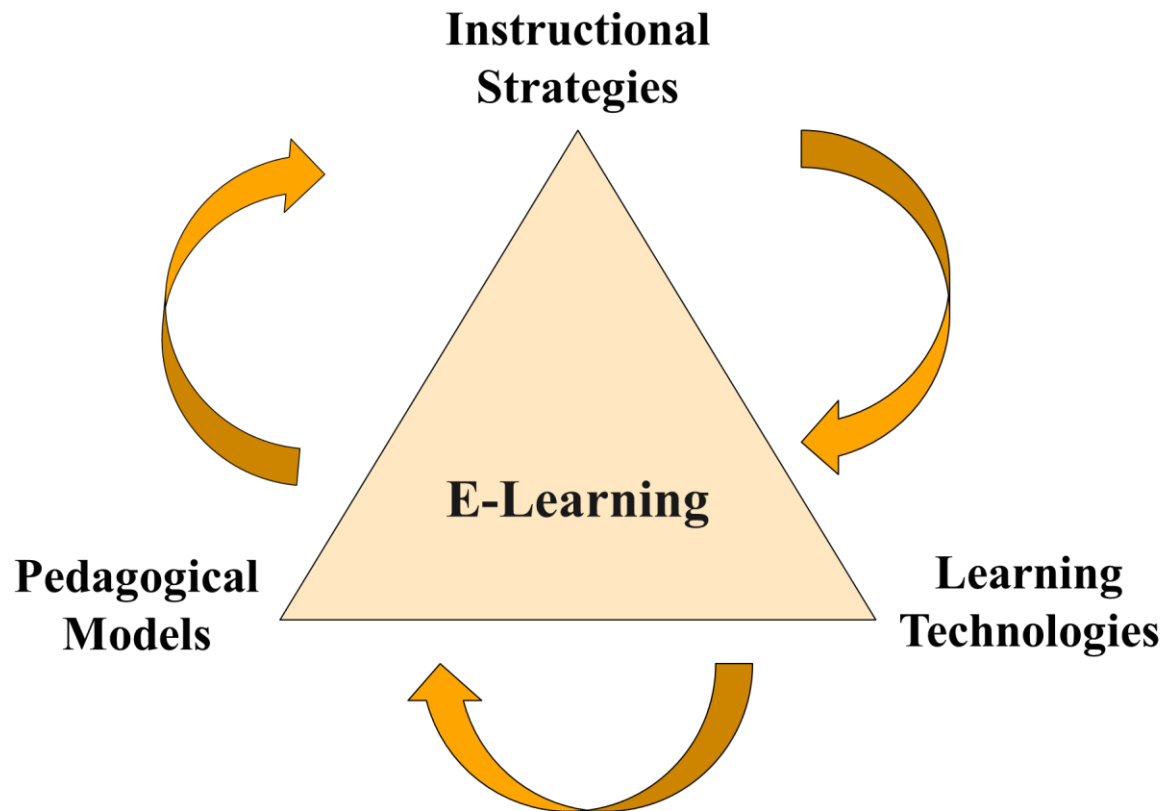 Instructional
Strategies
E-Learning
Pedagogical
Models
Learning
Technologies